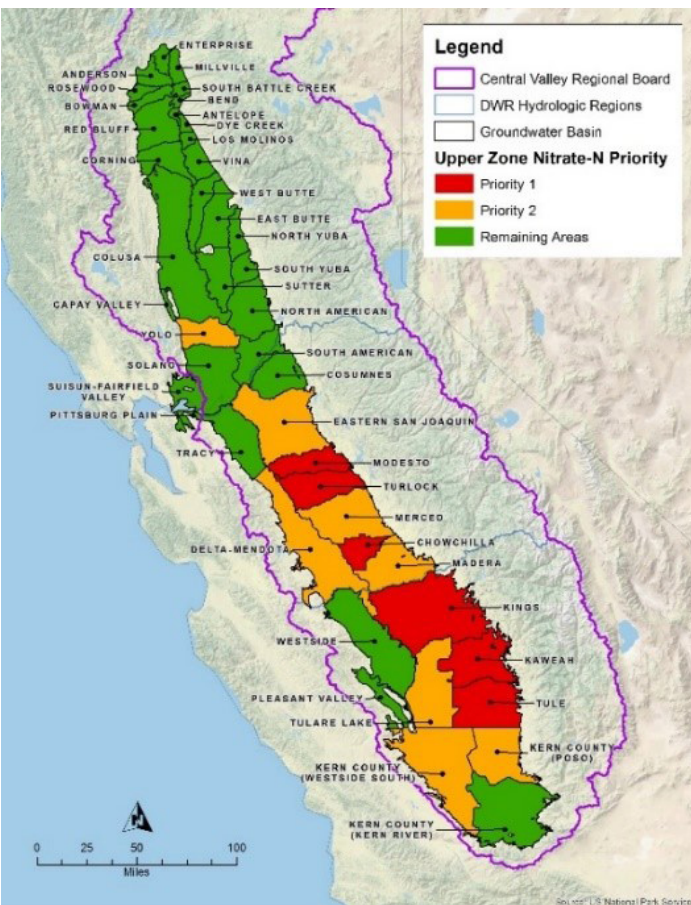 Legend
Central Valley Regional Board
DWR Hydrologic Regions
Groundwater Basin
Upper Zone Nitrate-N Priority
Priority 1
Priority 2
Remaining Areas
ENTERPRISE
ANDERSON
MILLVILLE
ROSEWOOD
SOUTH BATTLE CREEK
BOWMAN
BEND
ANTELOPE
RED BLUFF
DYE CREEK
LOS MOLINOS
CORNING
VINA
WEST BUTTE
EAST BUTTE
NORTH YUBA
COLUSA
SOUTH YUBA
SUTTER
CAPAY VALLEY
NORTH AMERICAN
YOLO
SOUTH AMERICAN
SOLANO
COSUMNES
SUISUN-FAIRFIELD
VALLEY
PITTSBURG PLAIN
EASTERN SAN JOAQUIN
TRACY
MODESTO
TURLOCK
MERCED
CHOWCHILLA
DELTA-MENDOTA
MADERA
KINGS
WESTSIDE
KAWEAH
PLEASANT VALLEY
TULE
TULARE LAKE
KERN COUNTY
(POSO)
KERN COUNTY
(WESTSIDE SOUTH)
KERN COUNTY
(KERN RIVER)
N
0 25 50 100
Miles
Source: US National Park Service